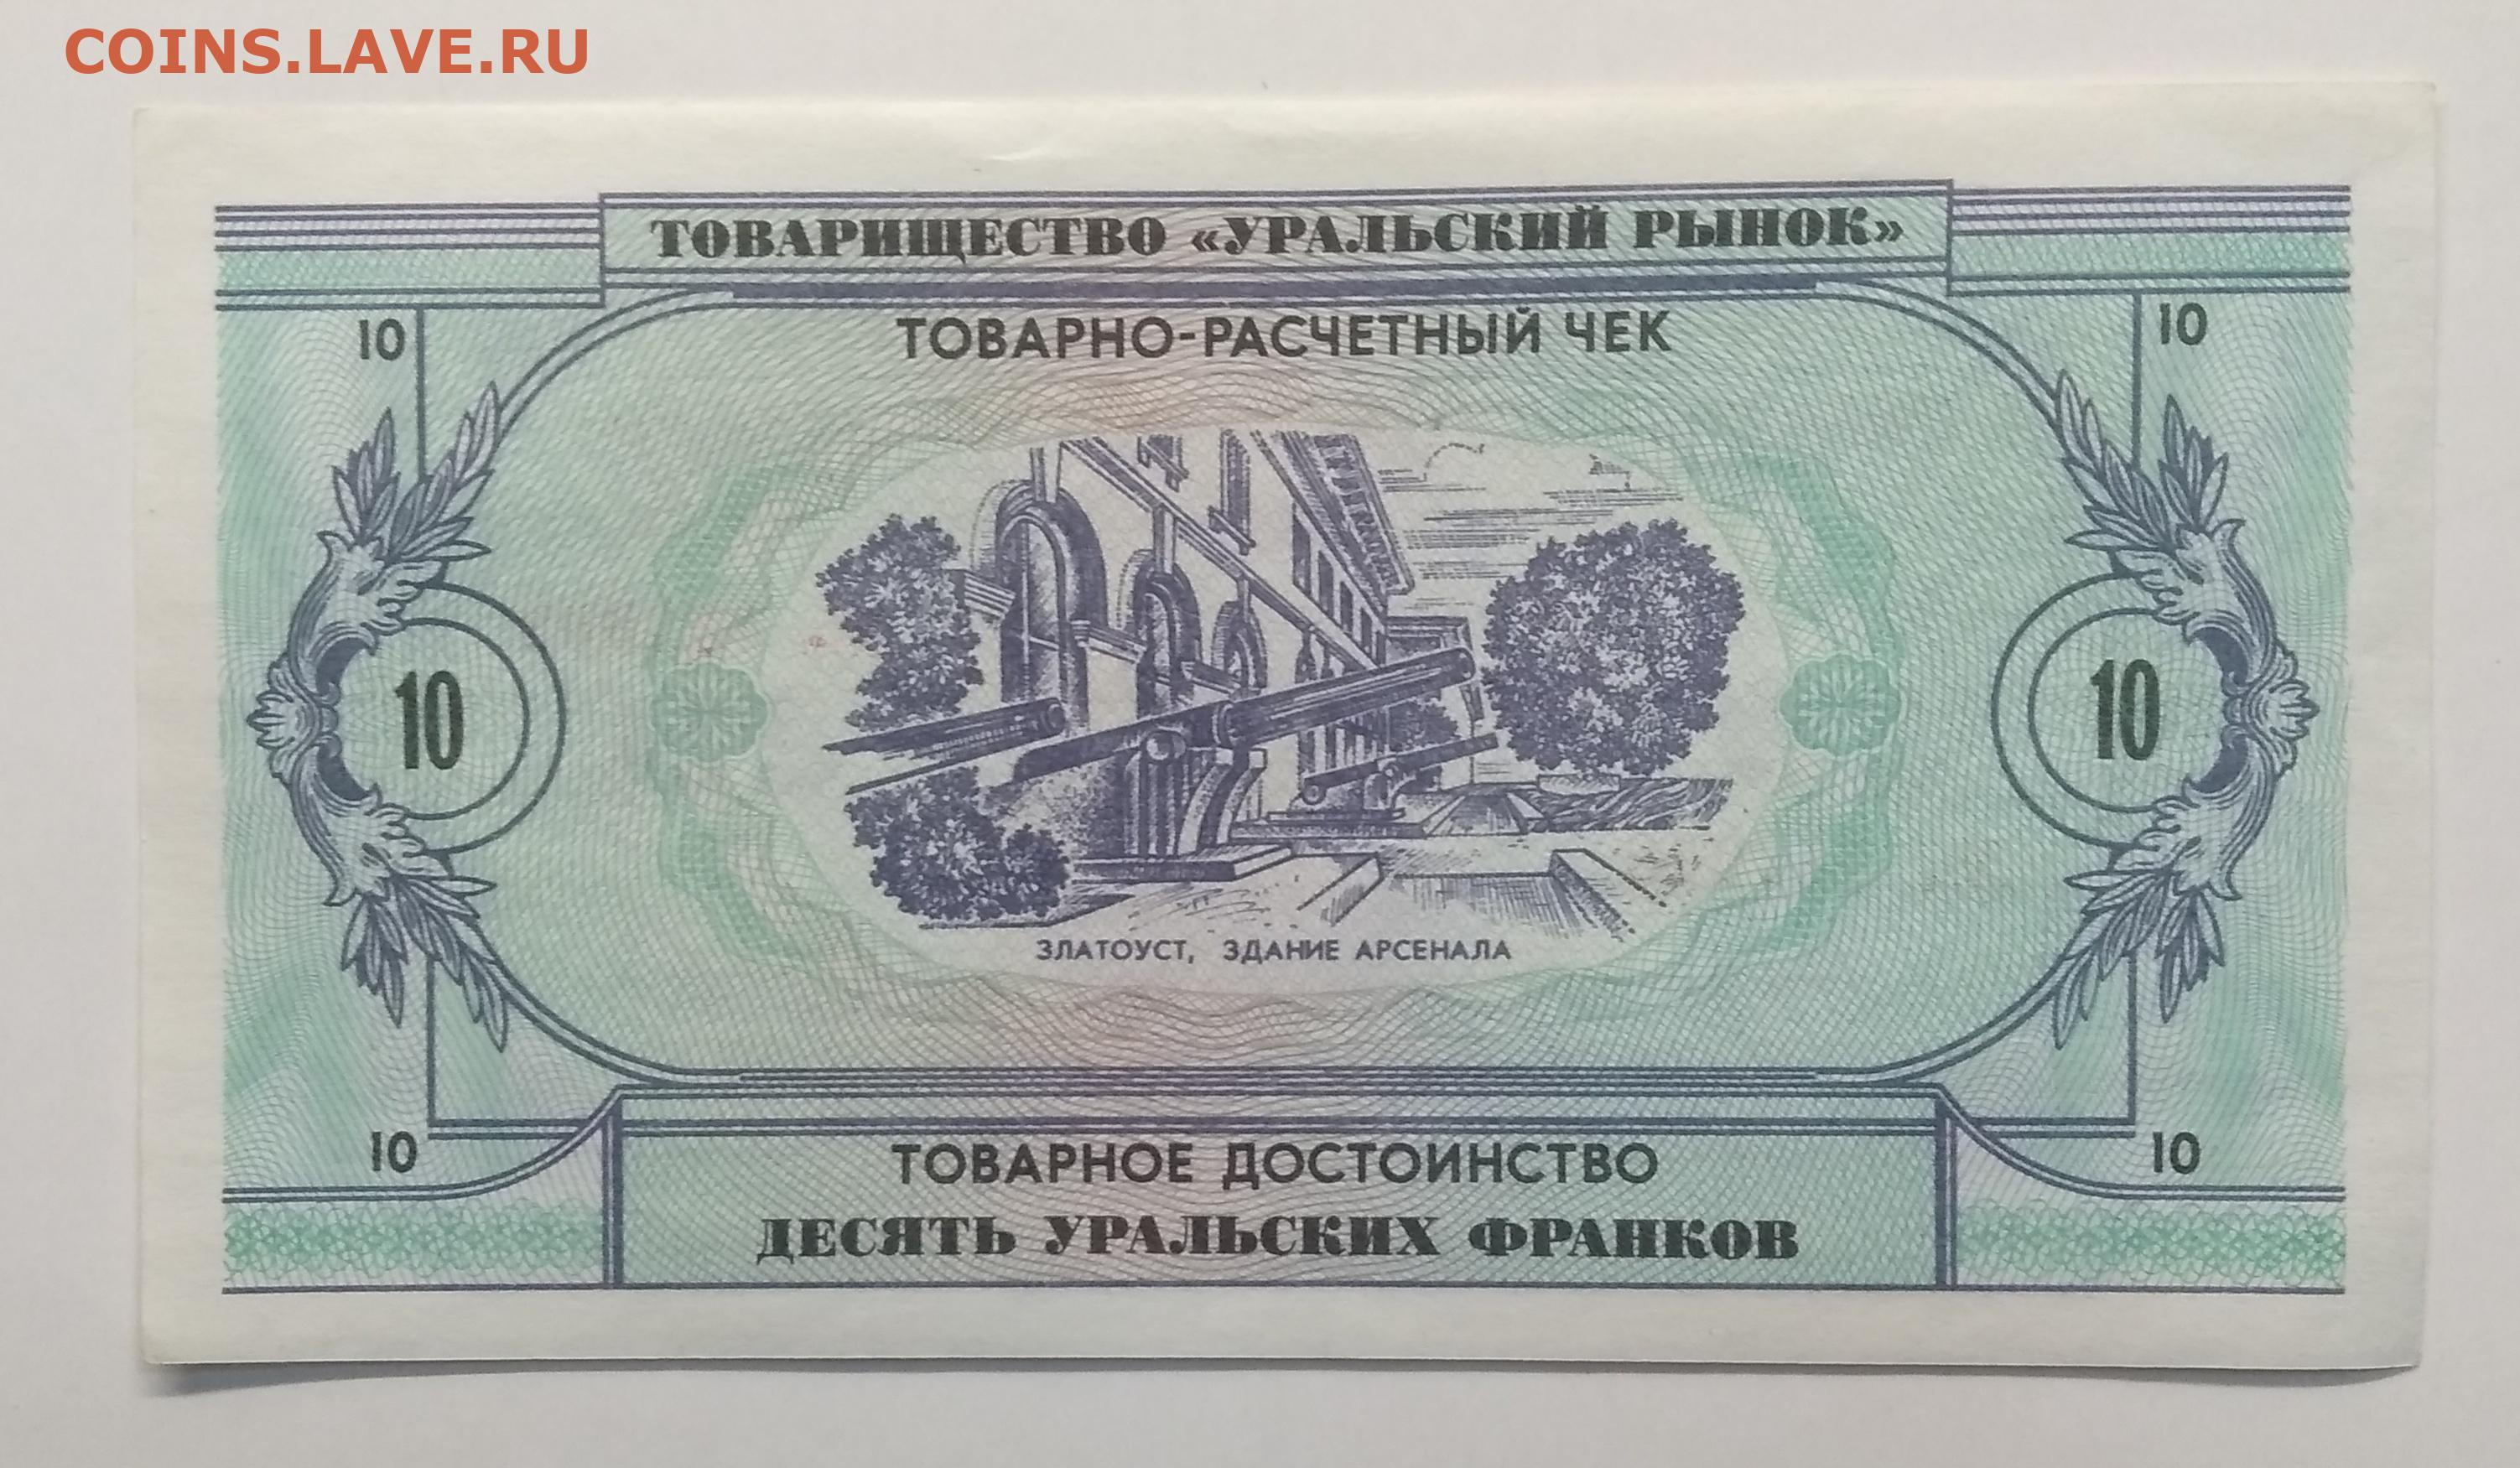 COINS.LAVE.RU
ТОВАРИЩЕСТВО «УРАЛЬСКИЙ РЫНОК»
10
ТОВАРНО-РАСЧЕТНЫЙ ЧЕК
10
10
10
ЗЛАТОУСТ, ЗДАНИЕ АРСЕНАЛА
10
ТОВАРНОЕ ДОСТОИНСТВО
10
ДЕСЯТЬ УРАЛЬСКИХ ФРАНКОВ